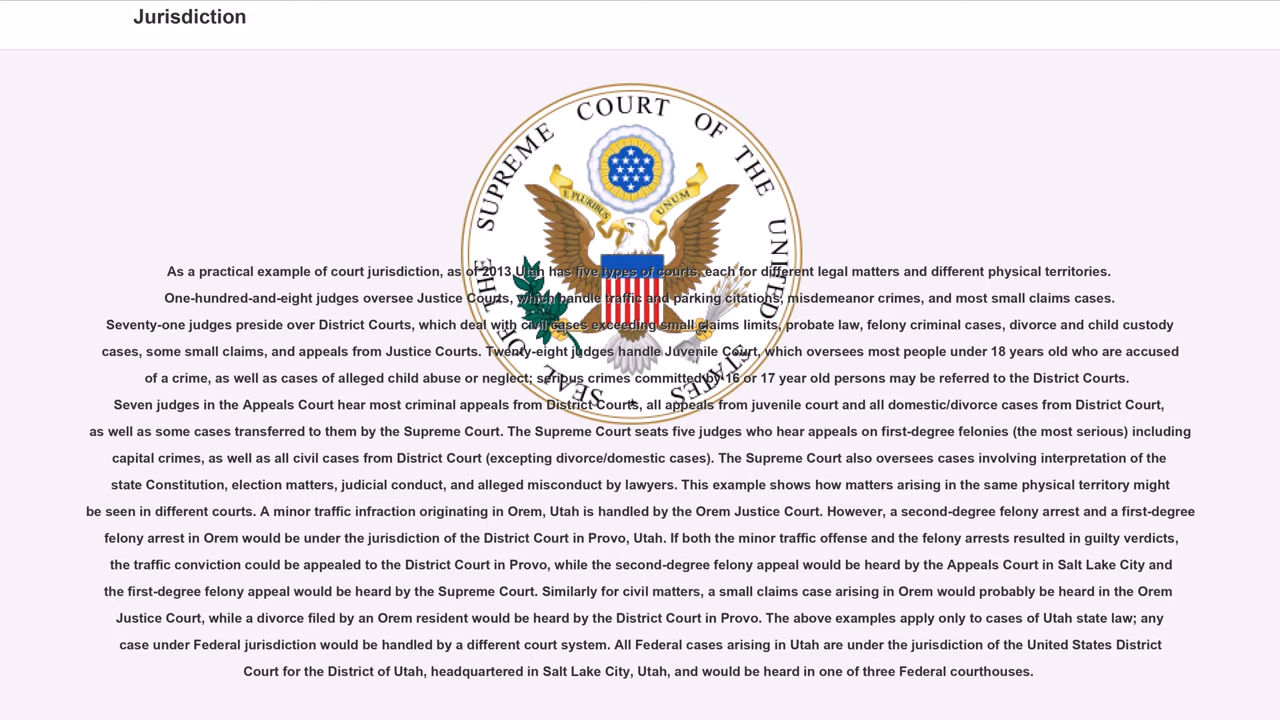 Jurisdiction
SEAL OF THE SUPREME COURT OF THE UNITED STATES
E PLURIBUS UNUM
As a practical example of court jurisdiction, as of 2013 Utah has five types of courts, each for different legal matters and different physical territories.
One-hundred-and-eight judges oversee Justice Courts, which handle traffic and parking citations, misdemeanor crimes, and most small claims cases.
Seventy-one judges preside over District Courts, which deal with civil cases exceeding small claims limits, probate law, felony criminal cases, divorce and child custody
cases, some small claims, and appeals from Justice Courts. Twenty-eight judges handle Juvenile Court, which oversees most people under 18 years old who are accused
of a crime, as well as cases of alleged child abuse or neglect; serious crimes committed by 16 or 17 year old persons may be referred to the District Courts.
Seven judges in the Appeals Court hear most criminal appeals from District Courts, all appeals from juvenile court and all domestic/divorce cases from District Court,
as well as some cases transferred to them by the Supreme Court. The Supreme Court seats five judges who hear appeals on first-degree felonies (the most serious) including
capital crimes, as well as all civil cases from District Court (excepting divorce/domestic cases). The Supreme Court also oversees cases involving interpretation of the
state Constitution, election matters, judicial conduct, and alleged misconduct by lawyers. This example shows how matters arising in the same physical territory might
be seen in different courts. A minor traffic infraction originating in Orem, Utah is handled by the Orem Justice Court. However, a second-degree felony arrest and a first-degree
felony arrest in Orem would be under the jurisdiction of the District Court in Provo, Utah. If both the minor traffic offense and the felony arrests resulted in guilty verdicts,
the traffic conviction could be appealed to the District Court in Provo, while the second-degree felony appeal would be heard by the Appeals Court in Salt Lake City and
the first-degree felony appeal would be heard by the Supreme Court. Similarly for civil matters, a small claims case arising in Orem would probably be heard in the Orem
Justice Court, while a divorce filed by an Orem resident would be heard by the District Court in Provo. The above examples apply only to cases of Utah state law; any
case under Federal jurisdiction would be handled by a different court system. All Federal cases arising in Utah are under the jurisdiction of the United States District
Court for the District of Utah, headquartered in Salt Lake City, Utah, and would be heard in one of three Federal courthouses.